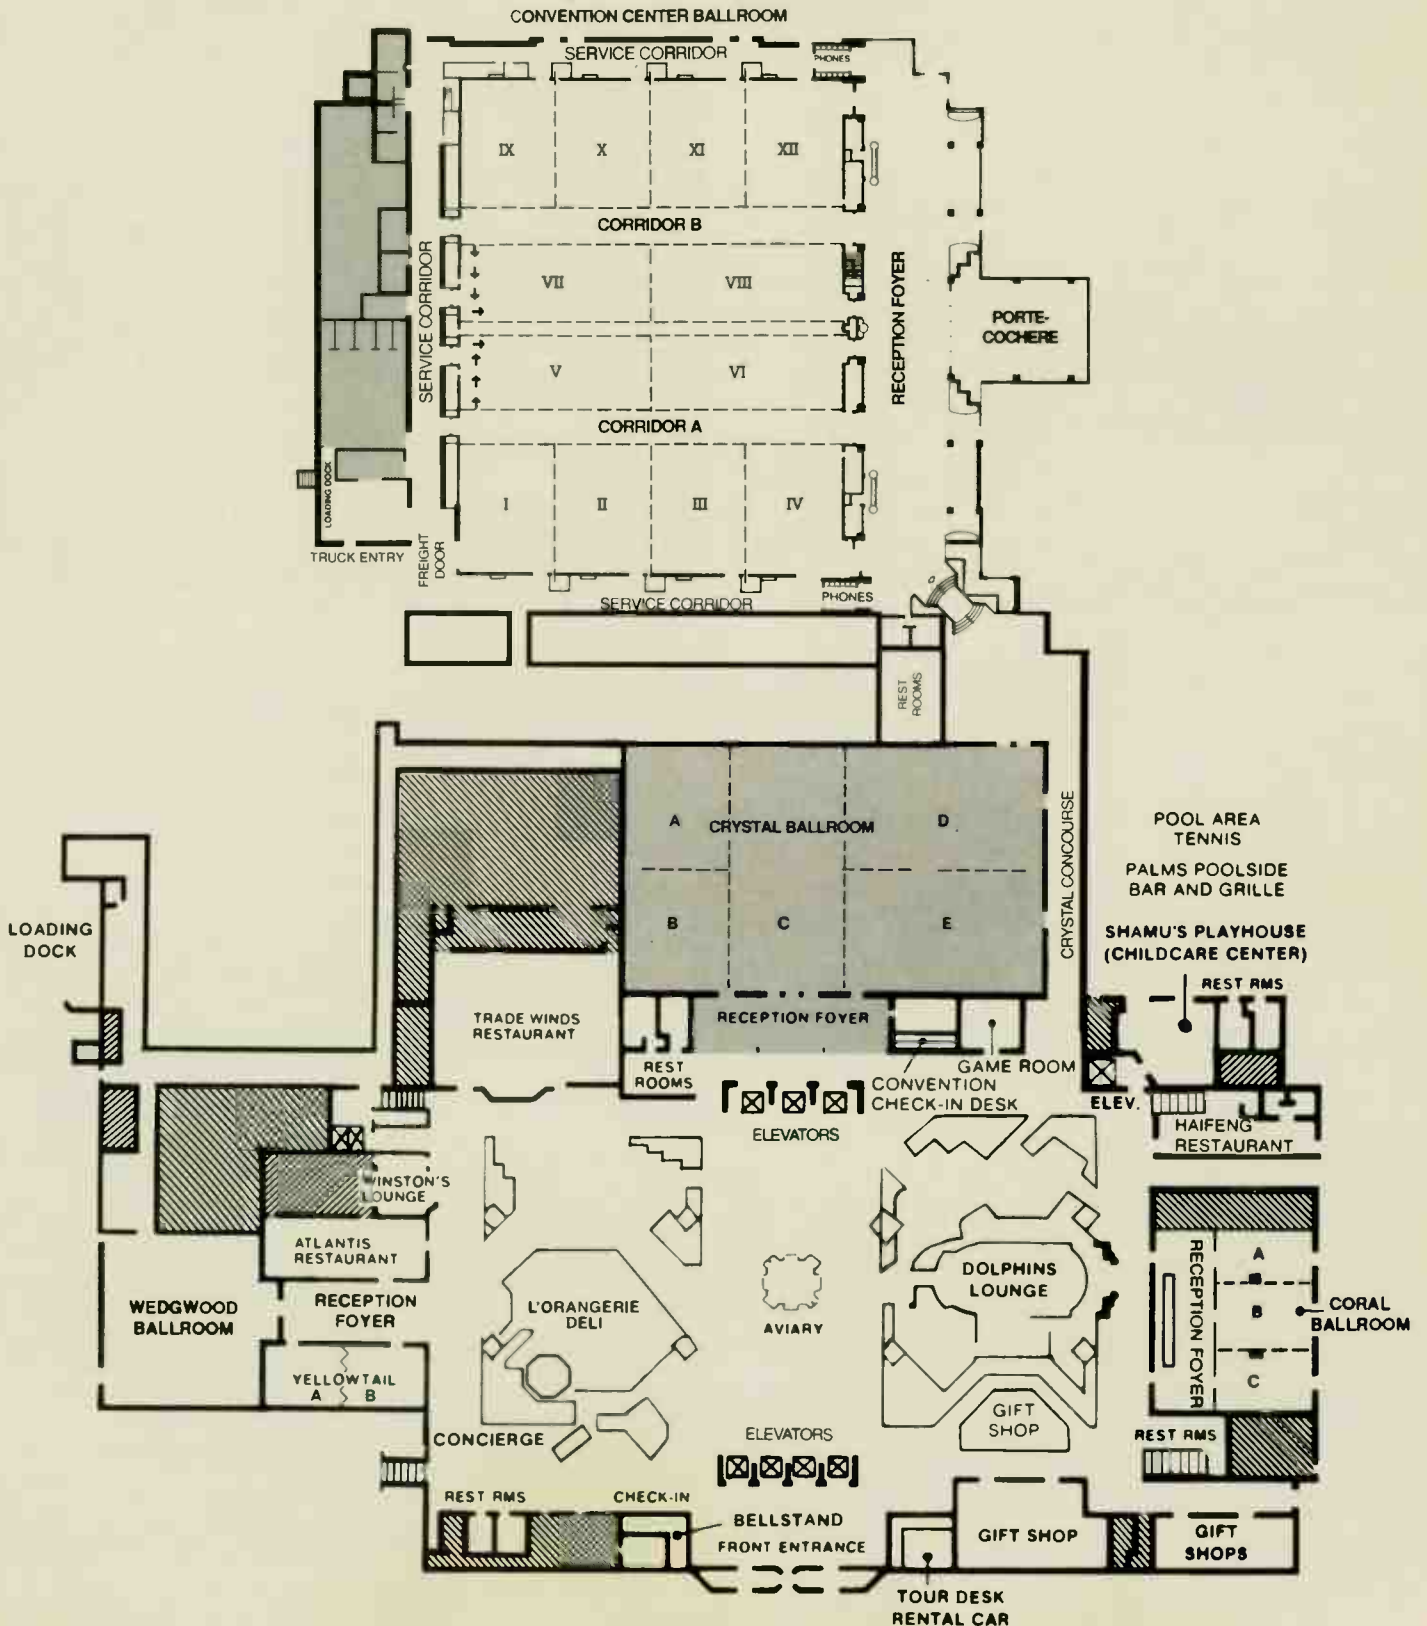 CONVENTION CENTER BALLROOM
SERVICE CORRIDOR
PHONES
IX
X
XI
XII
CORRIDOR B
SERVICE CORRIDOR
VII
VIII
RECEPTION FOYER
PORTE-
COCHERE
V
VI
CORRIDOR A
LOADING DOCK
I
II
III
IV
TRUCK ENTRY
FREIGHT
DOOR
PHONES
SERVICE CORRIDOR
REST
ROOMS
CRYSTAL CONCOURSE
A
CRYSTAL BALLROOM
D
B
C
E
POOL AREA
TENNIS
PALMS POOLSIDE
BAR AND GRILLE
SHAMU'S PLAYHOUSE
(CHILDCARE CENTER)
REST RMS
LOADING
DOCK
TRADE WINDS
RESTAURANT
RECEPTION FOYER
REST
ROOMS
GAME ROOM
CONVENTION
CHECK-IN DESK
ELEV.
ELEVATORS
HAIFENG
RESTAURANT
WINSTON'S
LOUNGE
ATLANTIS
RESTAURANT
WEDGWOOD
BALLROOM
RECEPTION
FOYER
L'ORANGERIE
DELI
AVIARY
DOLPHINS
LOUNGE
RECEPTION FOYER
A
B
C
CORAL
BALLROOM
YELLOWTAIL
A B
GIFT
SHOP
CONCIERGE
ELEVATORS
REST RMS
REST RMS
CHECK-IN
BELLSTAND
FRONT ENTRANCE
GIFT SHOP
GIFT
SHOPS
TOUR DESK
RENTAL CAR